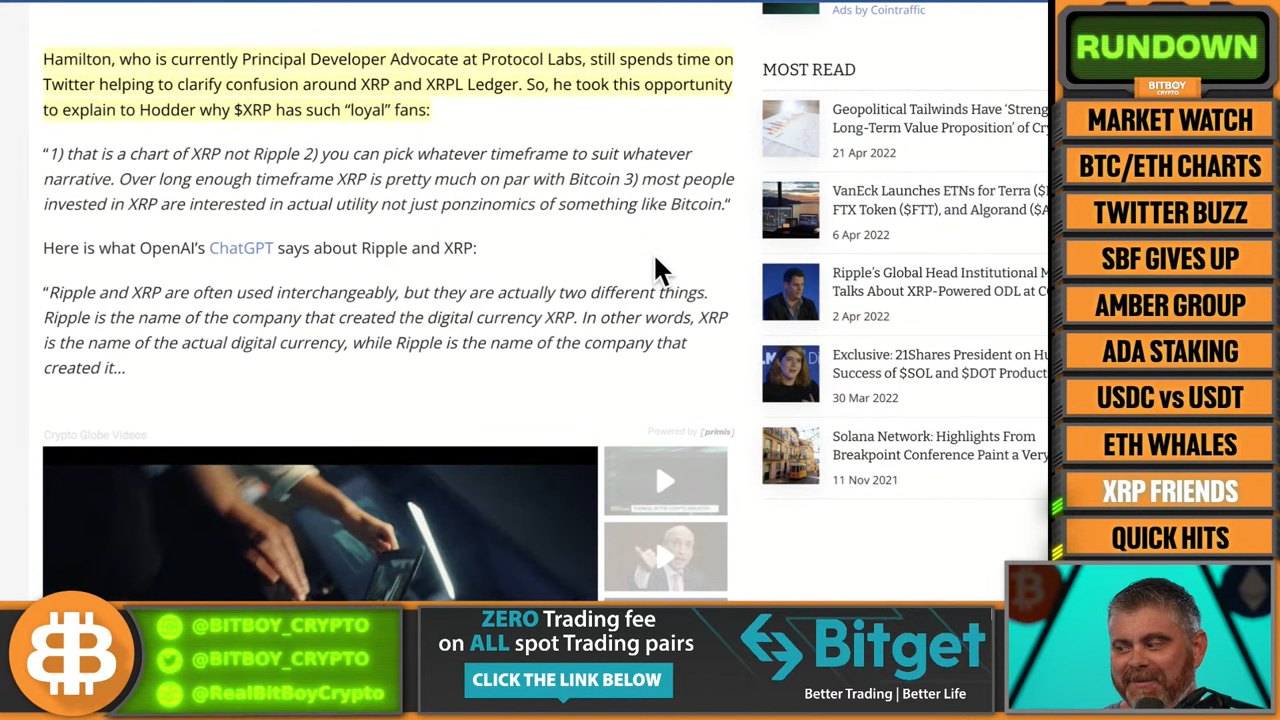 Hamilton, who is currently Principal Developer Advocate at Protocol Labs, still spends time on
Twitter helping to clarify confusion around XRP and XRPL Ledger. So, he took this opportunity
to explain to Hodder why $XRP has such “loyal” fans:
“1) that is a chart of XRP not Ripple 2) you can pick whatever timeframe to suit whatever
narrative. Over long enough timeframe XRP is pretty much on par with Bitcoin 3) most people
invested in XRP are interested in actual utility not just ponzinomics of something like Bitcoin.“
Here is what OpenAI’s ChatGPT says about Ripple and XRP:
“Ripple and XRP are often used interchangeably, but they are actually two different things.
Ripple is the name of the company that created the digital currency XRP. In other words, XRP
is the name of the actual digital currency, while Ripple is the name of the company that
created it…
Crypto Globe Videos
Powered by [primis]
Ads by Cointraffic
MOST READ
Geopolitical Tailwinds Have ‘Streng
Long-Term Value Proposition’ of Cr
21 Apr 2022
VanEck Launches ETNs for Terra ($
FTX Token ($FTT), and Algorand ($A
6 Apr 2022
Ripple’s Global Head Institutional M
Talks About XRP-Powered ODL at C
2 Apr 2022
Exclusive: 21Shares President on Hu
Success of $SOL and $DOT Product
30 Mar 2022
Solana Network: Highlights From
Breakpoint Conference Paint a Very
11 Nov 2021
RUNDOWN
BITBOY
CRYPTO
MARKET WATCH
BTC/ETH CHARTS
TWITTER BUZZ
SBF GIVES UP
AMBER GROUP
ADA STAKING
USDC vs USDT
ETH WHALES
XRP FRIENDS
QUICK HITS
@BITBOY_CRYPTO
@BITBOY_CRYPTO
@RealBitBoyCrypto
ZERO Trading fee
on ALL spot Trading pairs
CLICK THE LINK BELOW
Bitget
Better Trading | Better Life